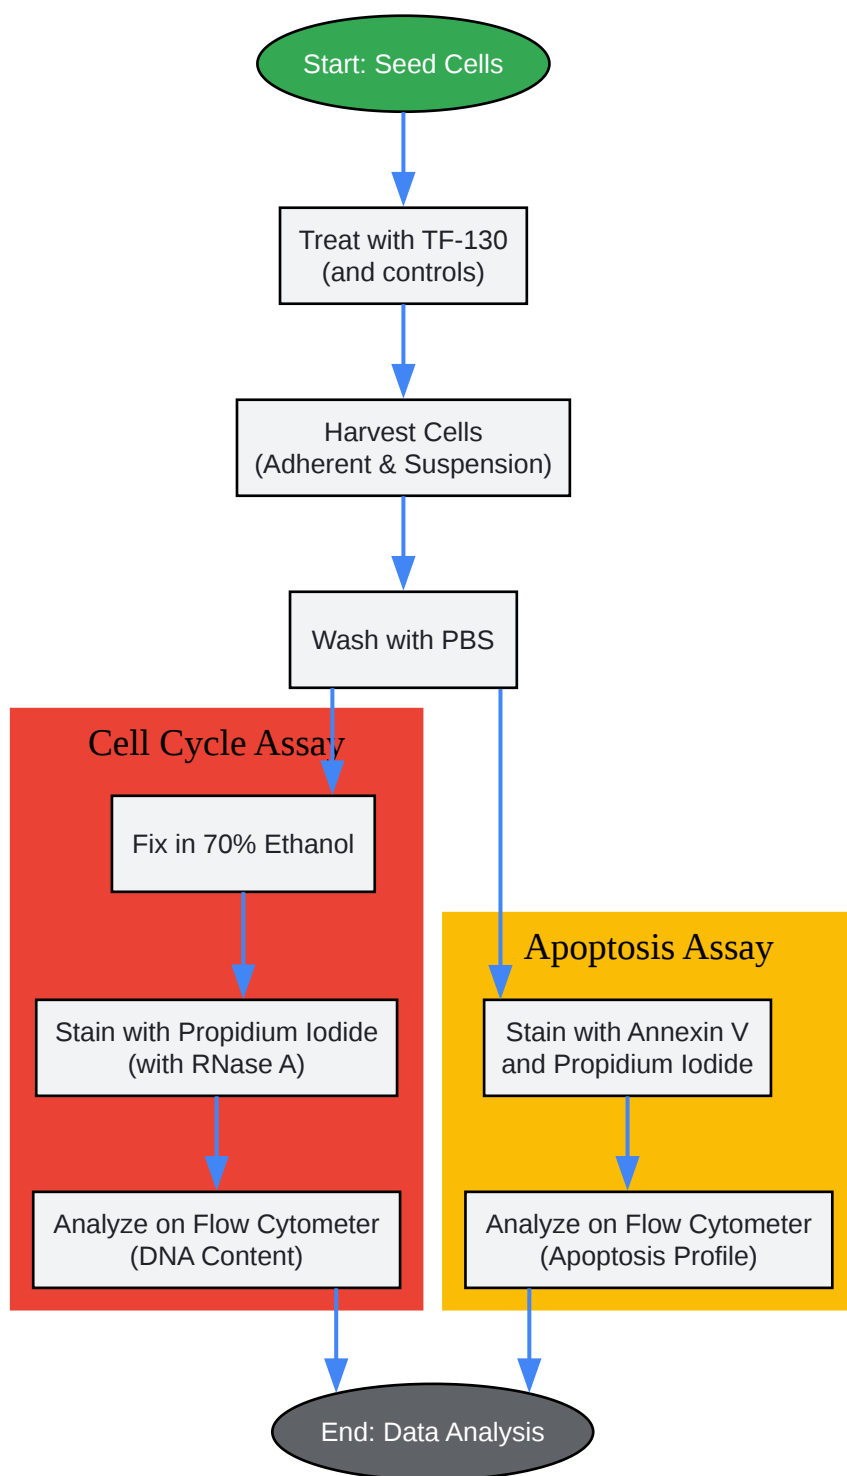 Start: Seed Cells
Treat with TF-130
(and controls)
Harvest Cells
(Adherent & Suspension)
Wash with PBS
Cell Cycle Assay
Fix in 70% Ethanol
Stain with Propidium Iodide
(with RNase A)
Analyze on Flow Cytometer
(DNA Content)
Apoptosis Assay
Stain with Annexin V
and Propidium Iodide
Analyze on Flow Cytometer
(Apoptosis Profile)
End: Data Analysis